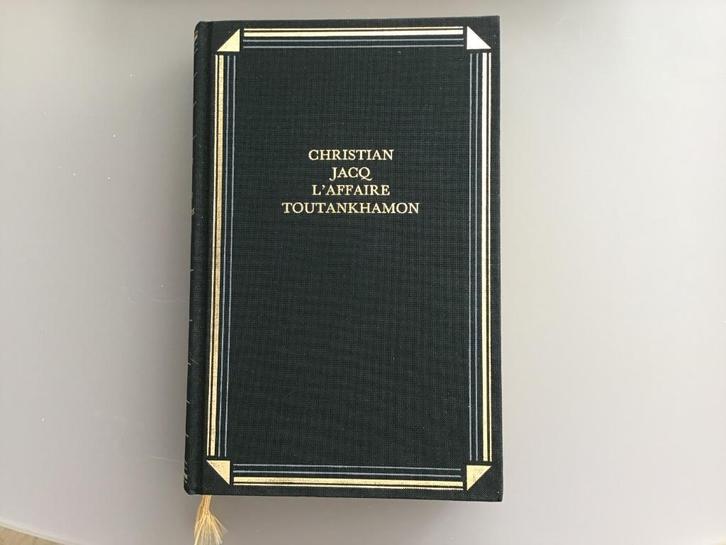 CHRISTIAN
JACQ
L'AFFAIRE
TOUTANKHAMON